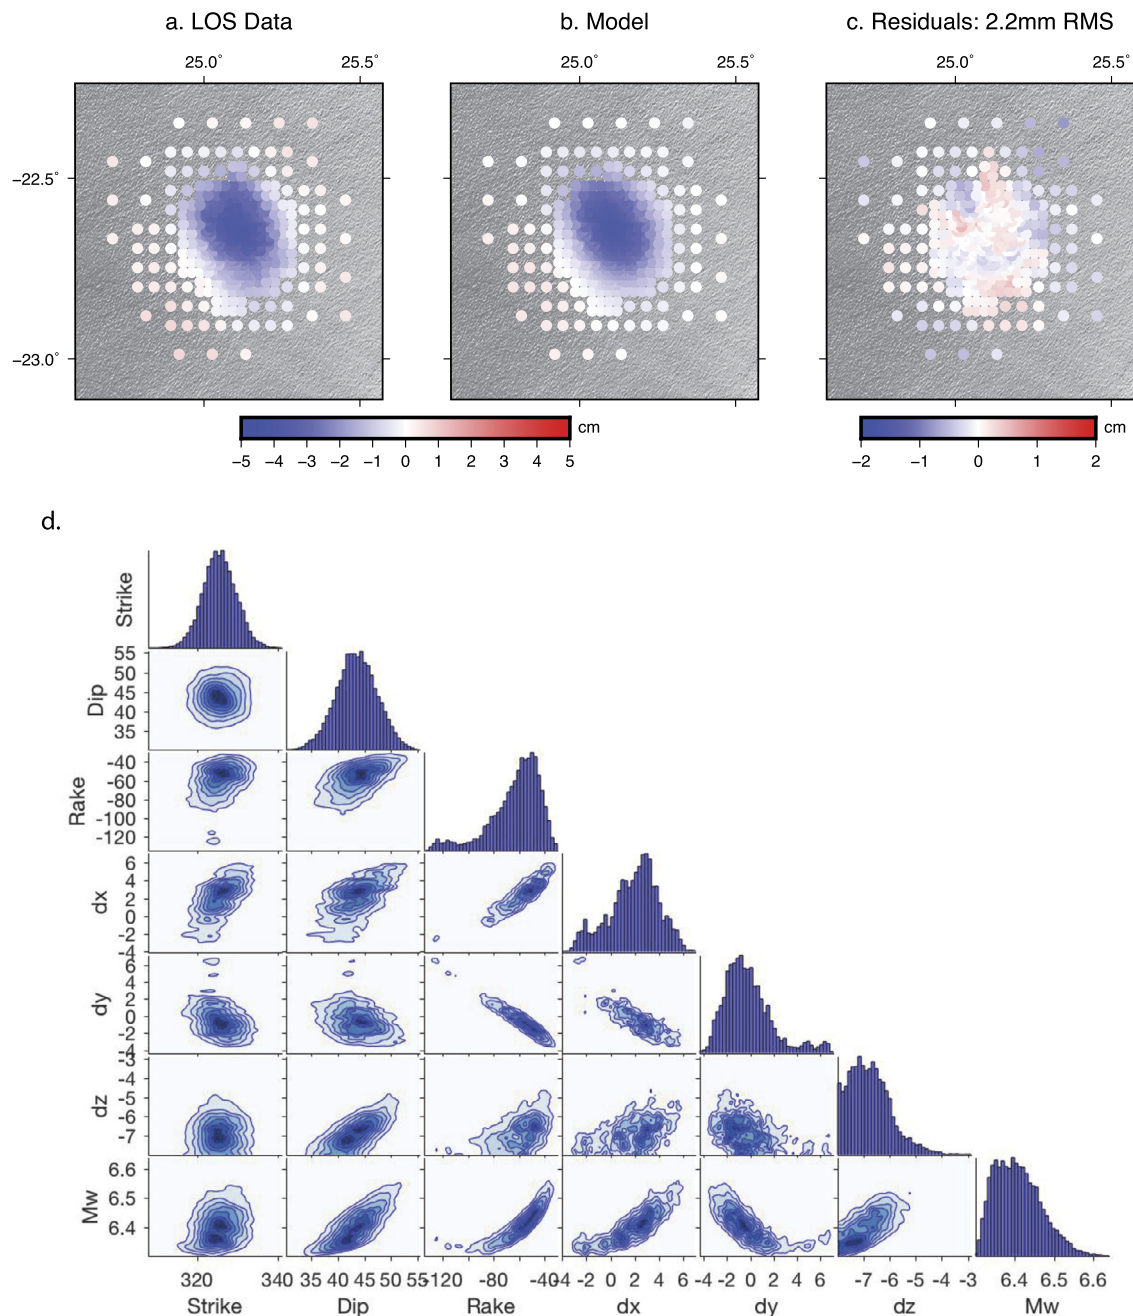 a. LOS Data
b. Model
c. Residuals: 2.2mm RMS
25.0° 25.5° 25.0° 25.5° 25.0° 25.5°
−22.5°
−23.0°
cm
−5 −4 −3 −2 −1 0 1 2 3 4 5
cm
−2 −1 0 1 2
d.
Strike
Dip
55
50
45
40
35
Rake
-40
-60
-80
-100
-120
dx
6
4
2
0
-2
-4
dy
6
4
2
0
-2
-4
dz
-3
-4
-5
-6
-7
Mw
6.6
6.5
6.4
320 340 35 45 55 -120 -80 -40 -4 0 4 6 -4 -2 0 2 4 6 -7 -5 -4 -3 6.4 6.5 6.6
Strike Dip Rake dx dy dz Mw